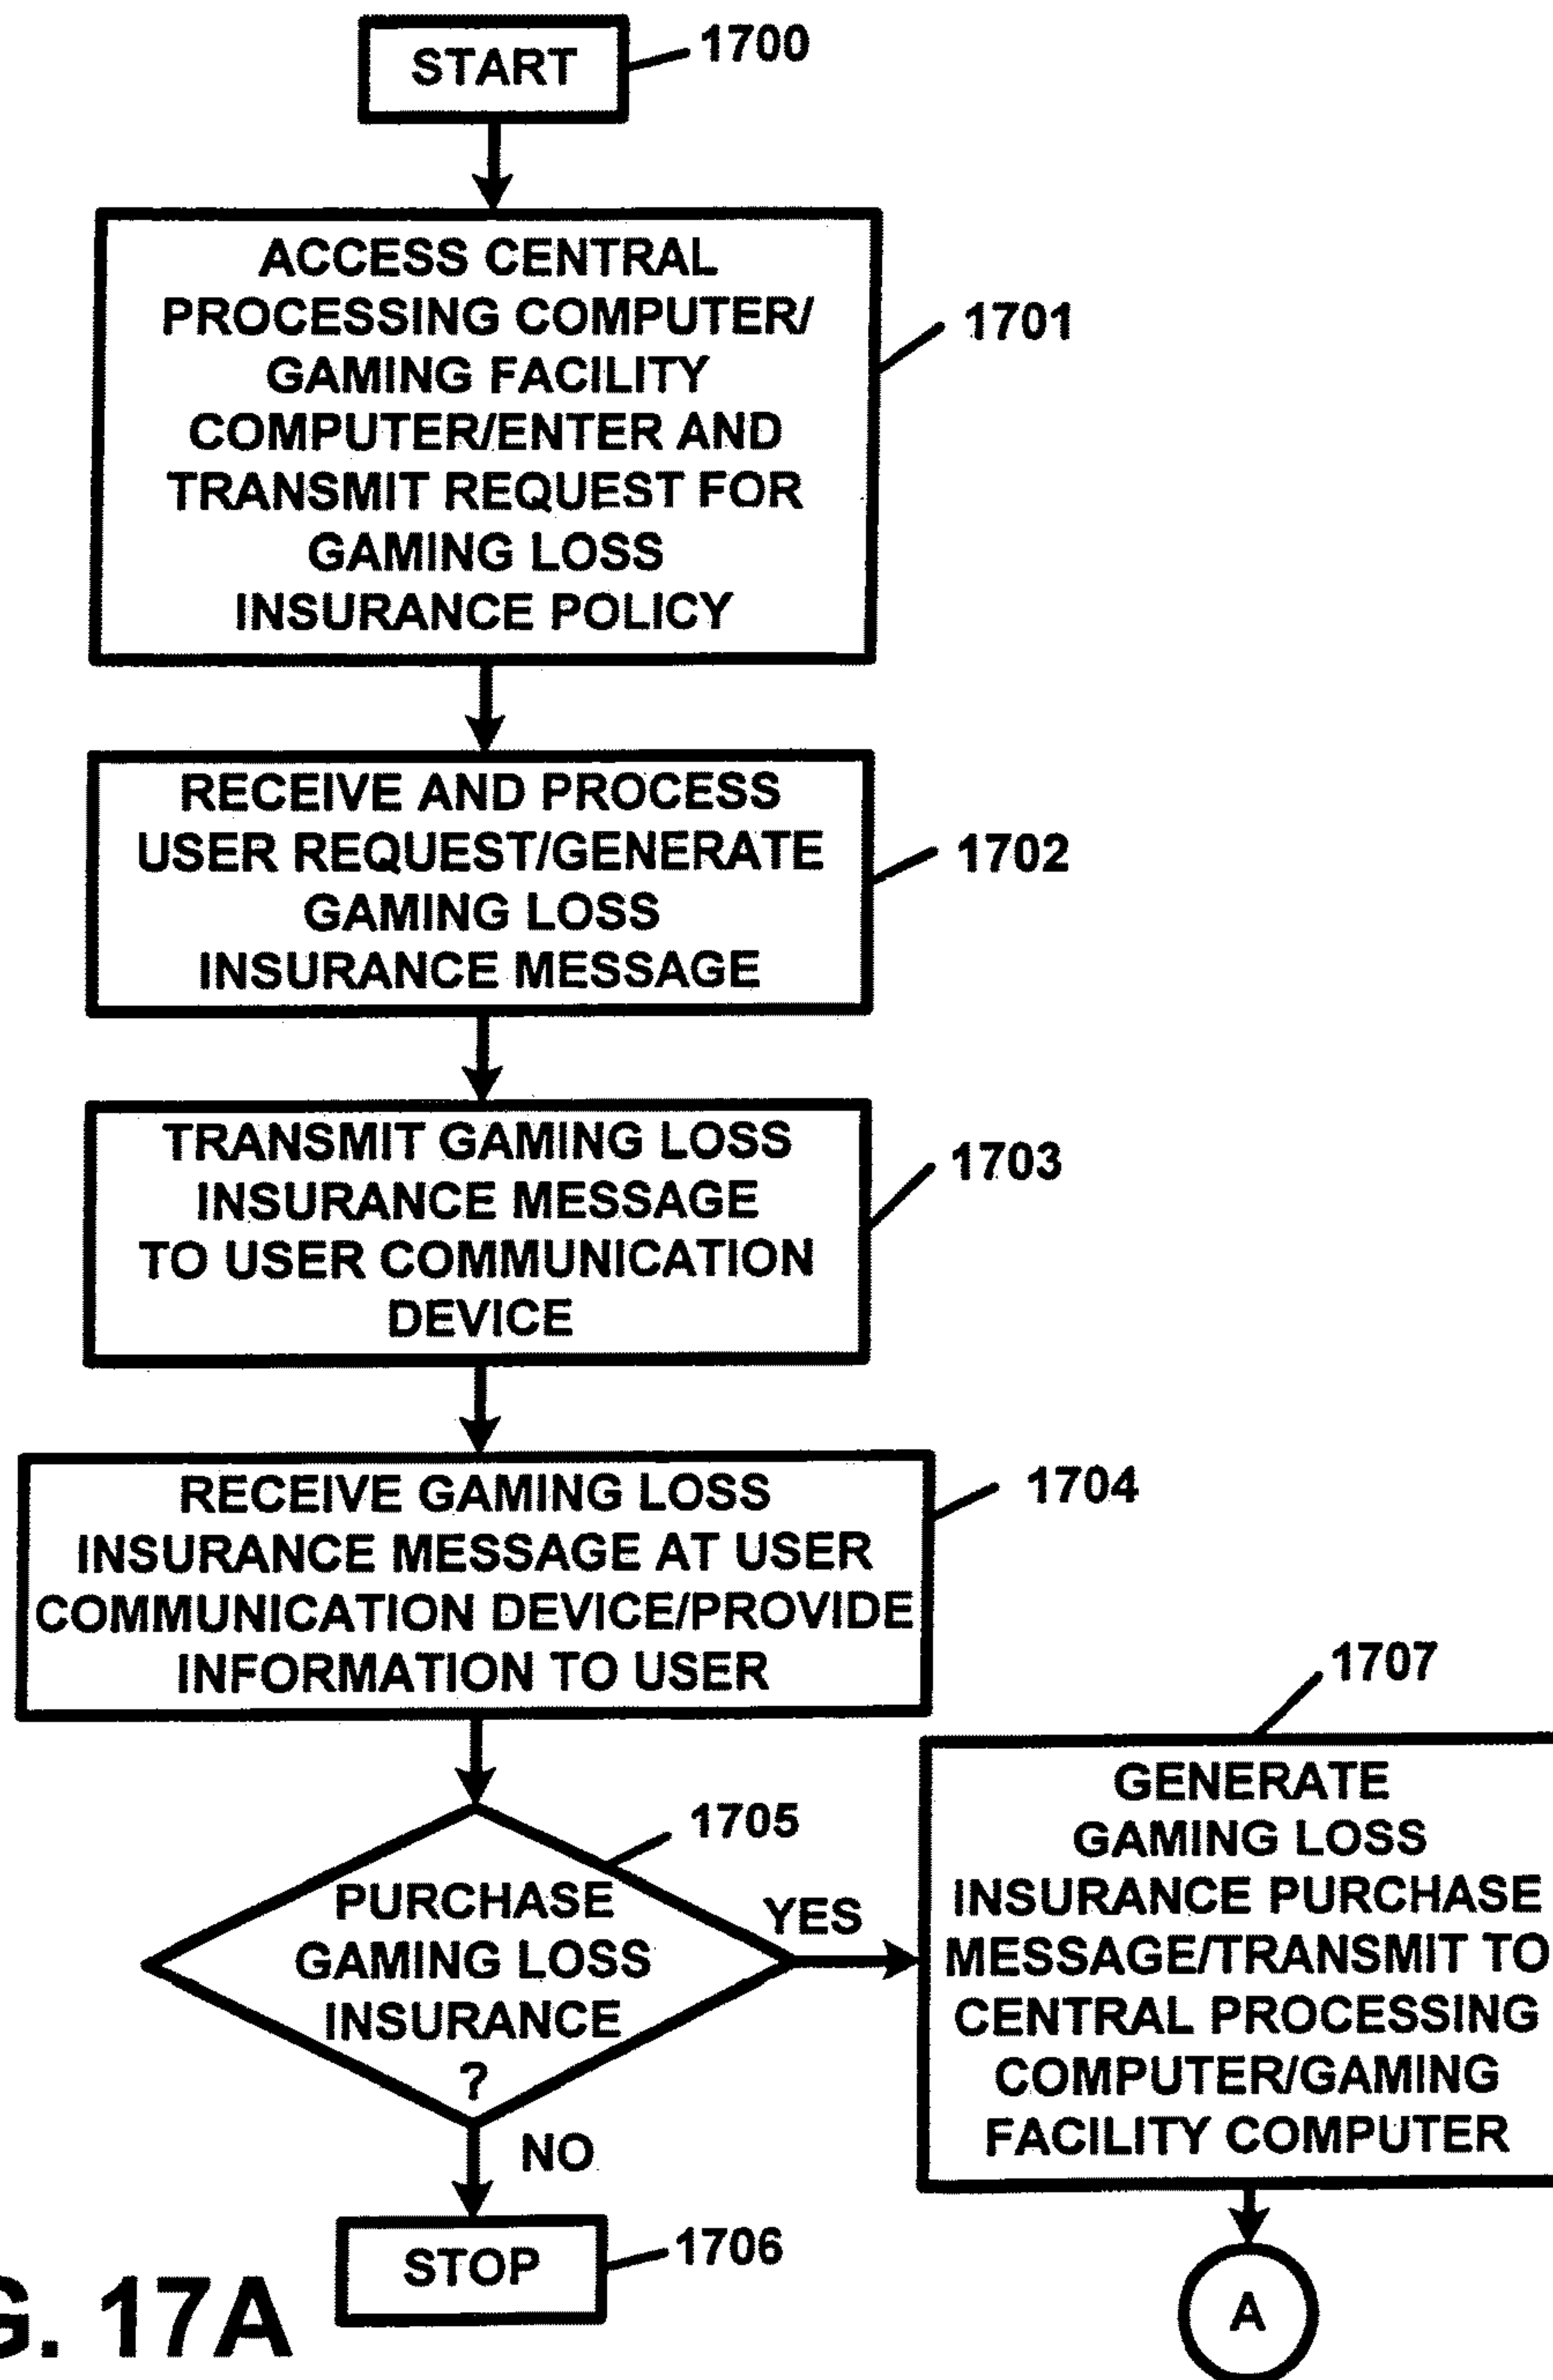 START
1700
ACCESS CENTRAL
PROCESSING COMPUTER/
GAMING FACILITY
COMPUTER/ENTER AND
TRANSMIT REQUEST FOR
GAMING LOSS
INSURANCE POLICY
1701
RECEIVE AND PROCESS
USER REQUEST/GENERATE
GAMING LOSS
INSURANCE MESSAGE
1702
TRANSMIT GAMING LOSS
INSURANCE MESSAGE
TO USER COMMUNICATION
DEVICE
1703
RECEIVE GAMING LOSS
INSURANCE MESSAGE AT USER
COMMUNICATION DEVICE/PROVIDE
INFORMATION TO USER
1704
PURCHASE
GAMING LOSS
INSURANCE
?
1705
YES
NO
STOP
1706
1707
GENERATE
GAMING LOSS
INSURANCE PURCHASE
MESSAGE/TRANSMIT TO
CENTRAL PROCESSING
COMPUTER/GAMING
FACILITY COMPUTER
A
G. 17A